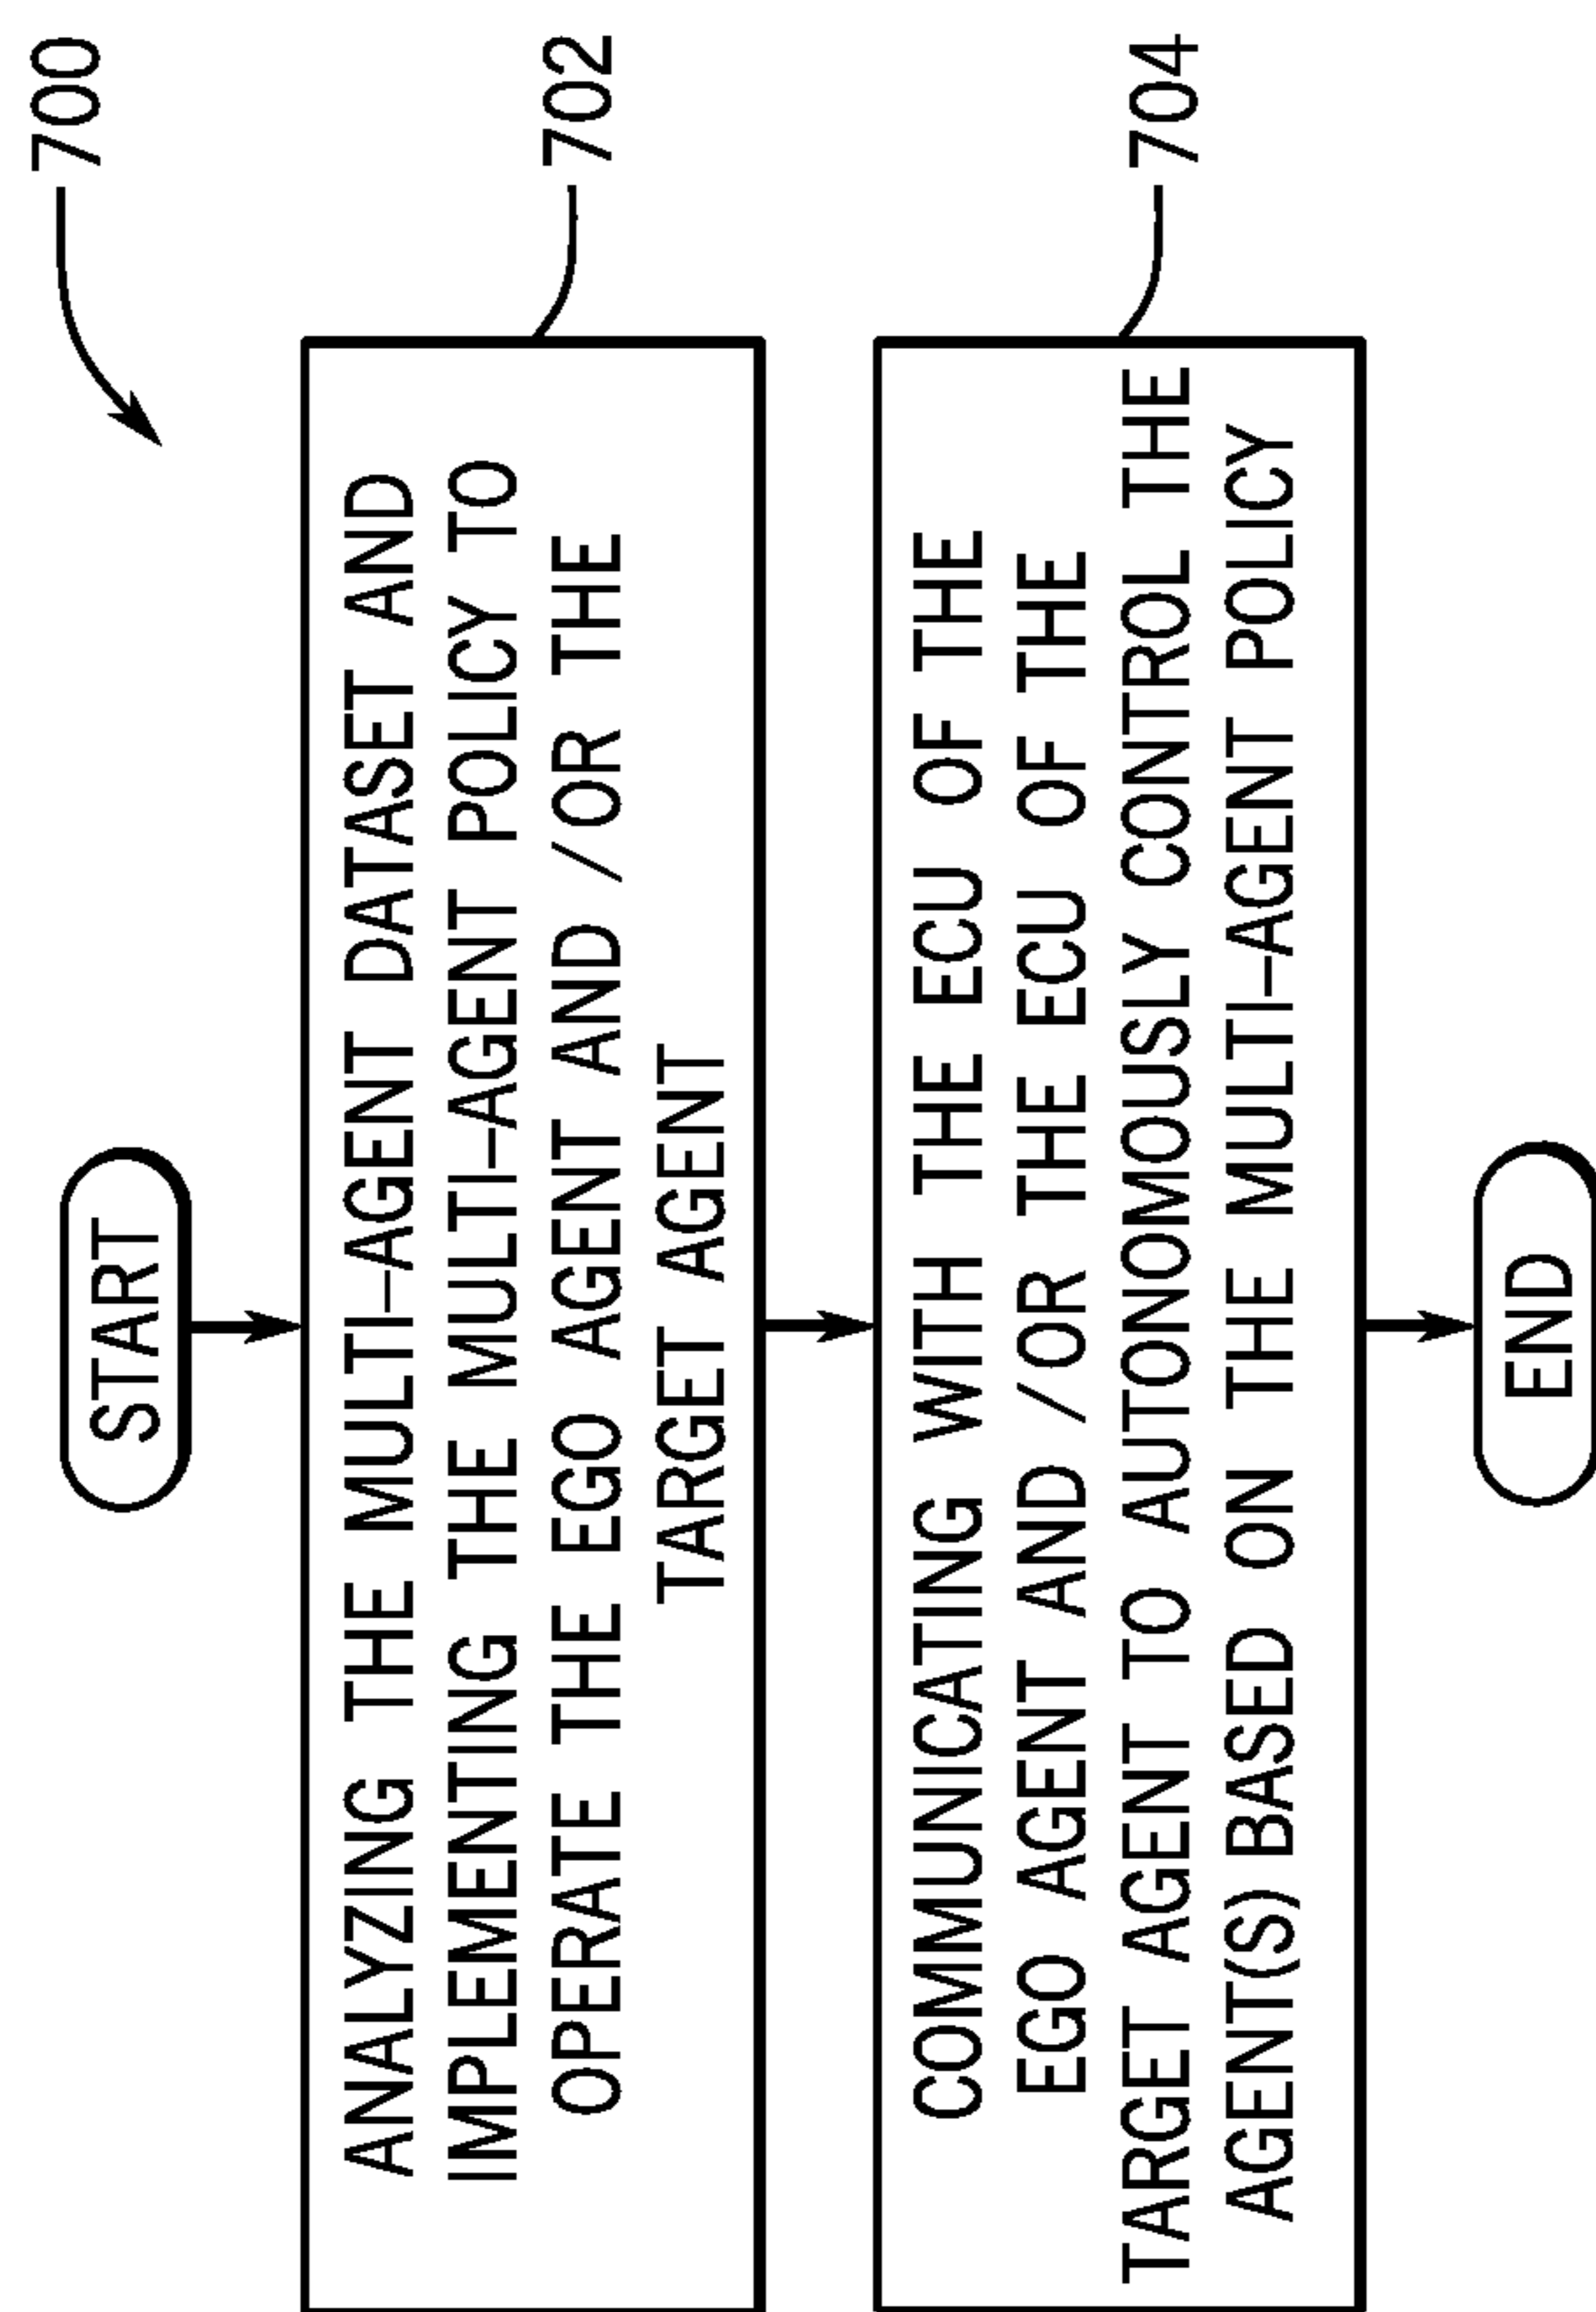 700
START
ANALYZING THE MULTI-AGENT DATASET AND
IMPLEMENTING THE MULTI-AGENT POLICY TO
OPERATE THE EGO AGENT AND/OR THE
TARGET AGENT
702
COMMUNICATING WITH THE ECU OF THE
EGO AGENT AND/OR THE ECU OF THE
TARGET AGENT TO AUTONOMOUSLY CONTROL THE
AGENT(S) BASED ON THE MULTI-AGENT POLICY
704
END